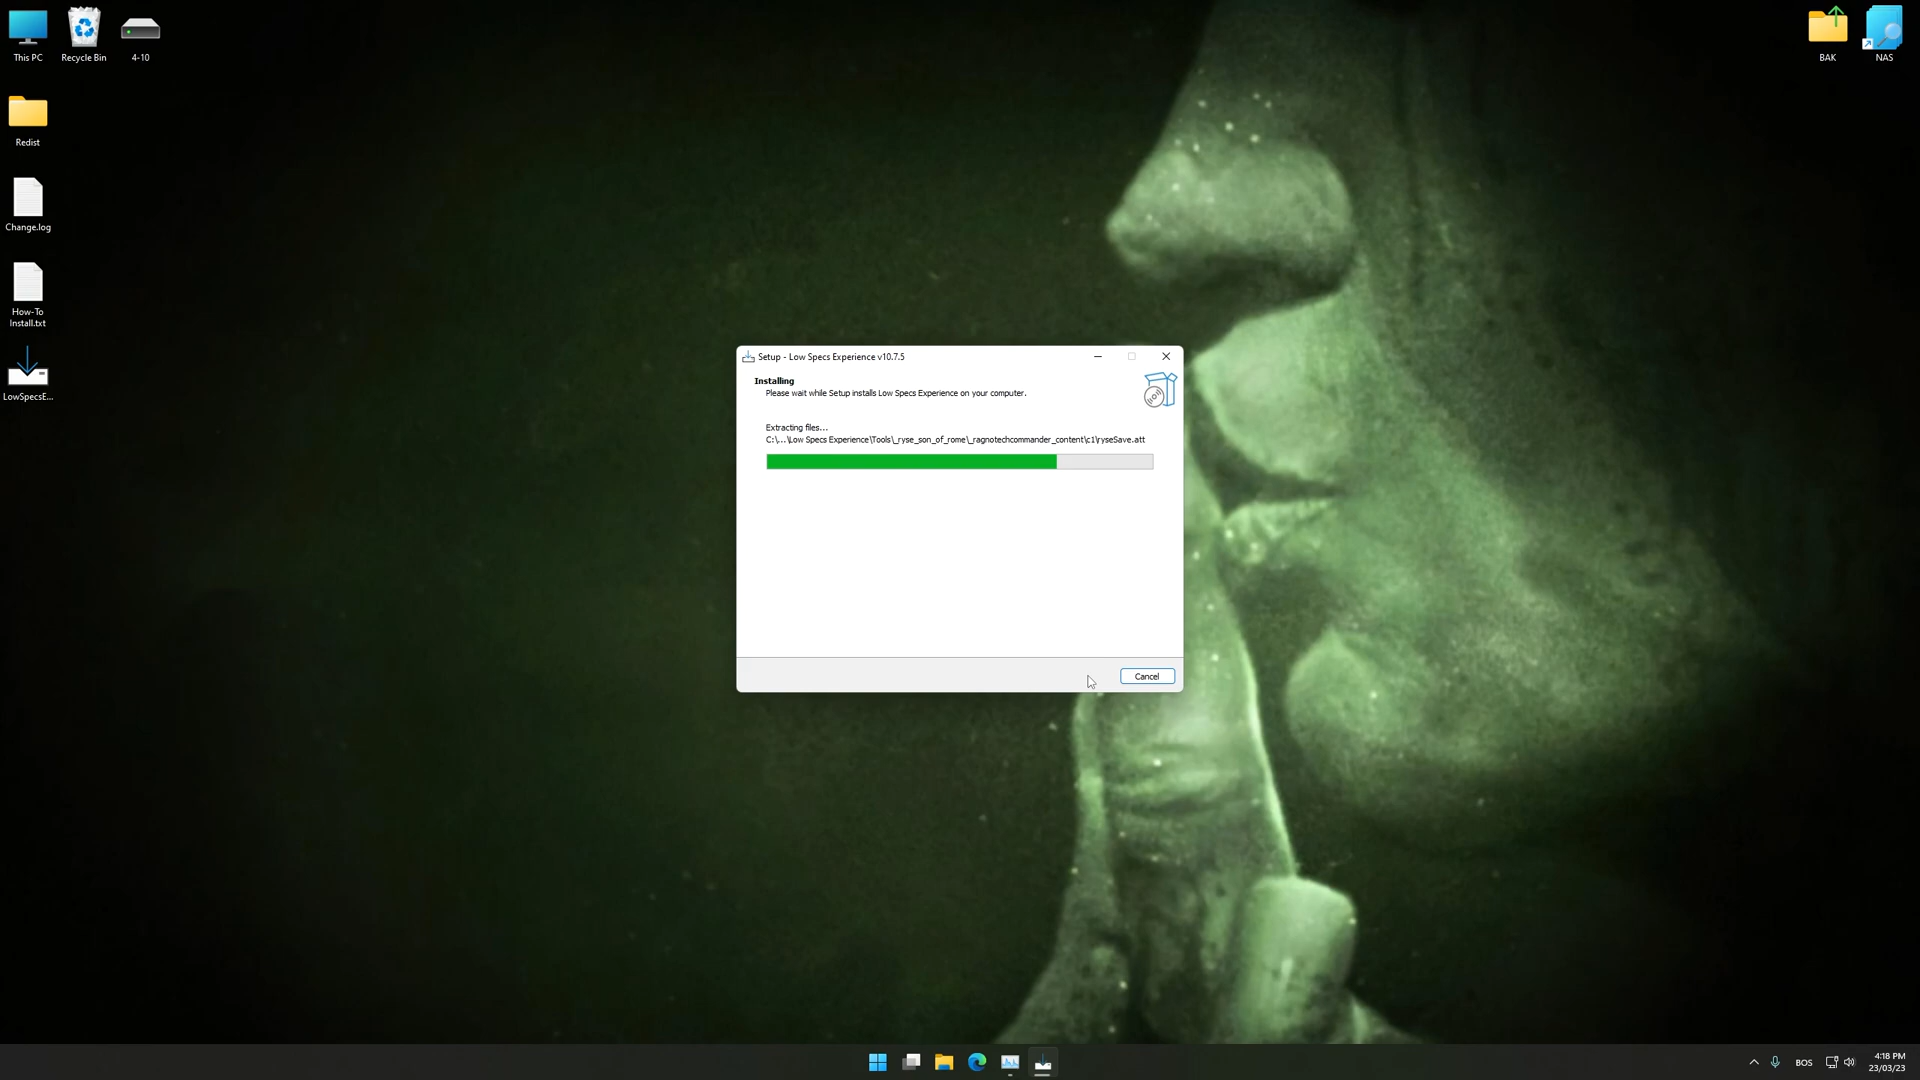 This PC
Recycle Bin
4-10
BAK
NAS
Redist
Change.log
How-To
Install.txt
LowSpecsE...
Setup - Low Specs Experience v10.7.5
Installing
Please wait while Setup installs Low Specs Experience on your computer.
Extracting files...
C:\...\Low Specs Experience\Tools\_ryse_son_of_rome\_ragnotechcommander_content\c1\ryseSave.att
Cancel
BOS
4:18 PM
23/03/23